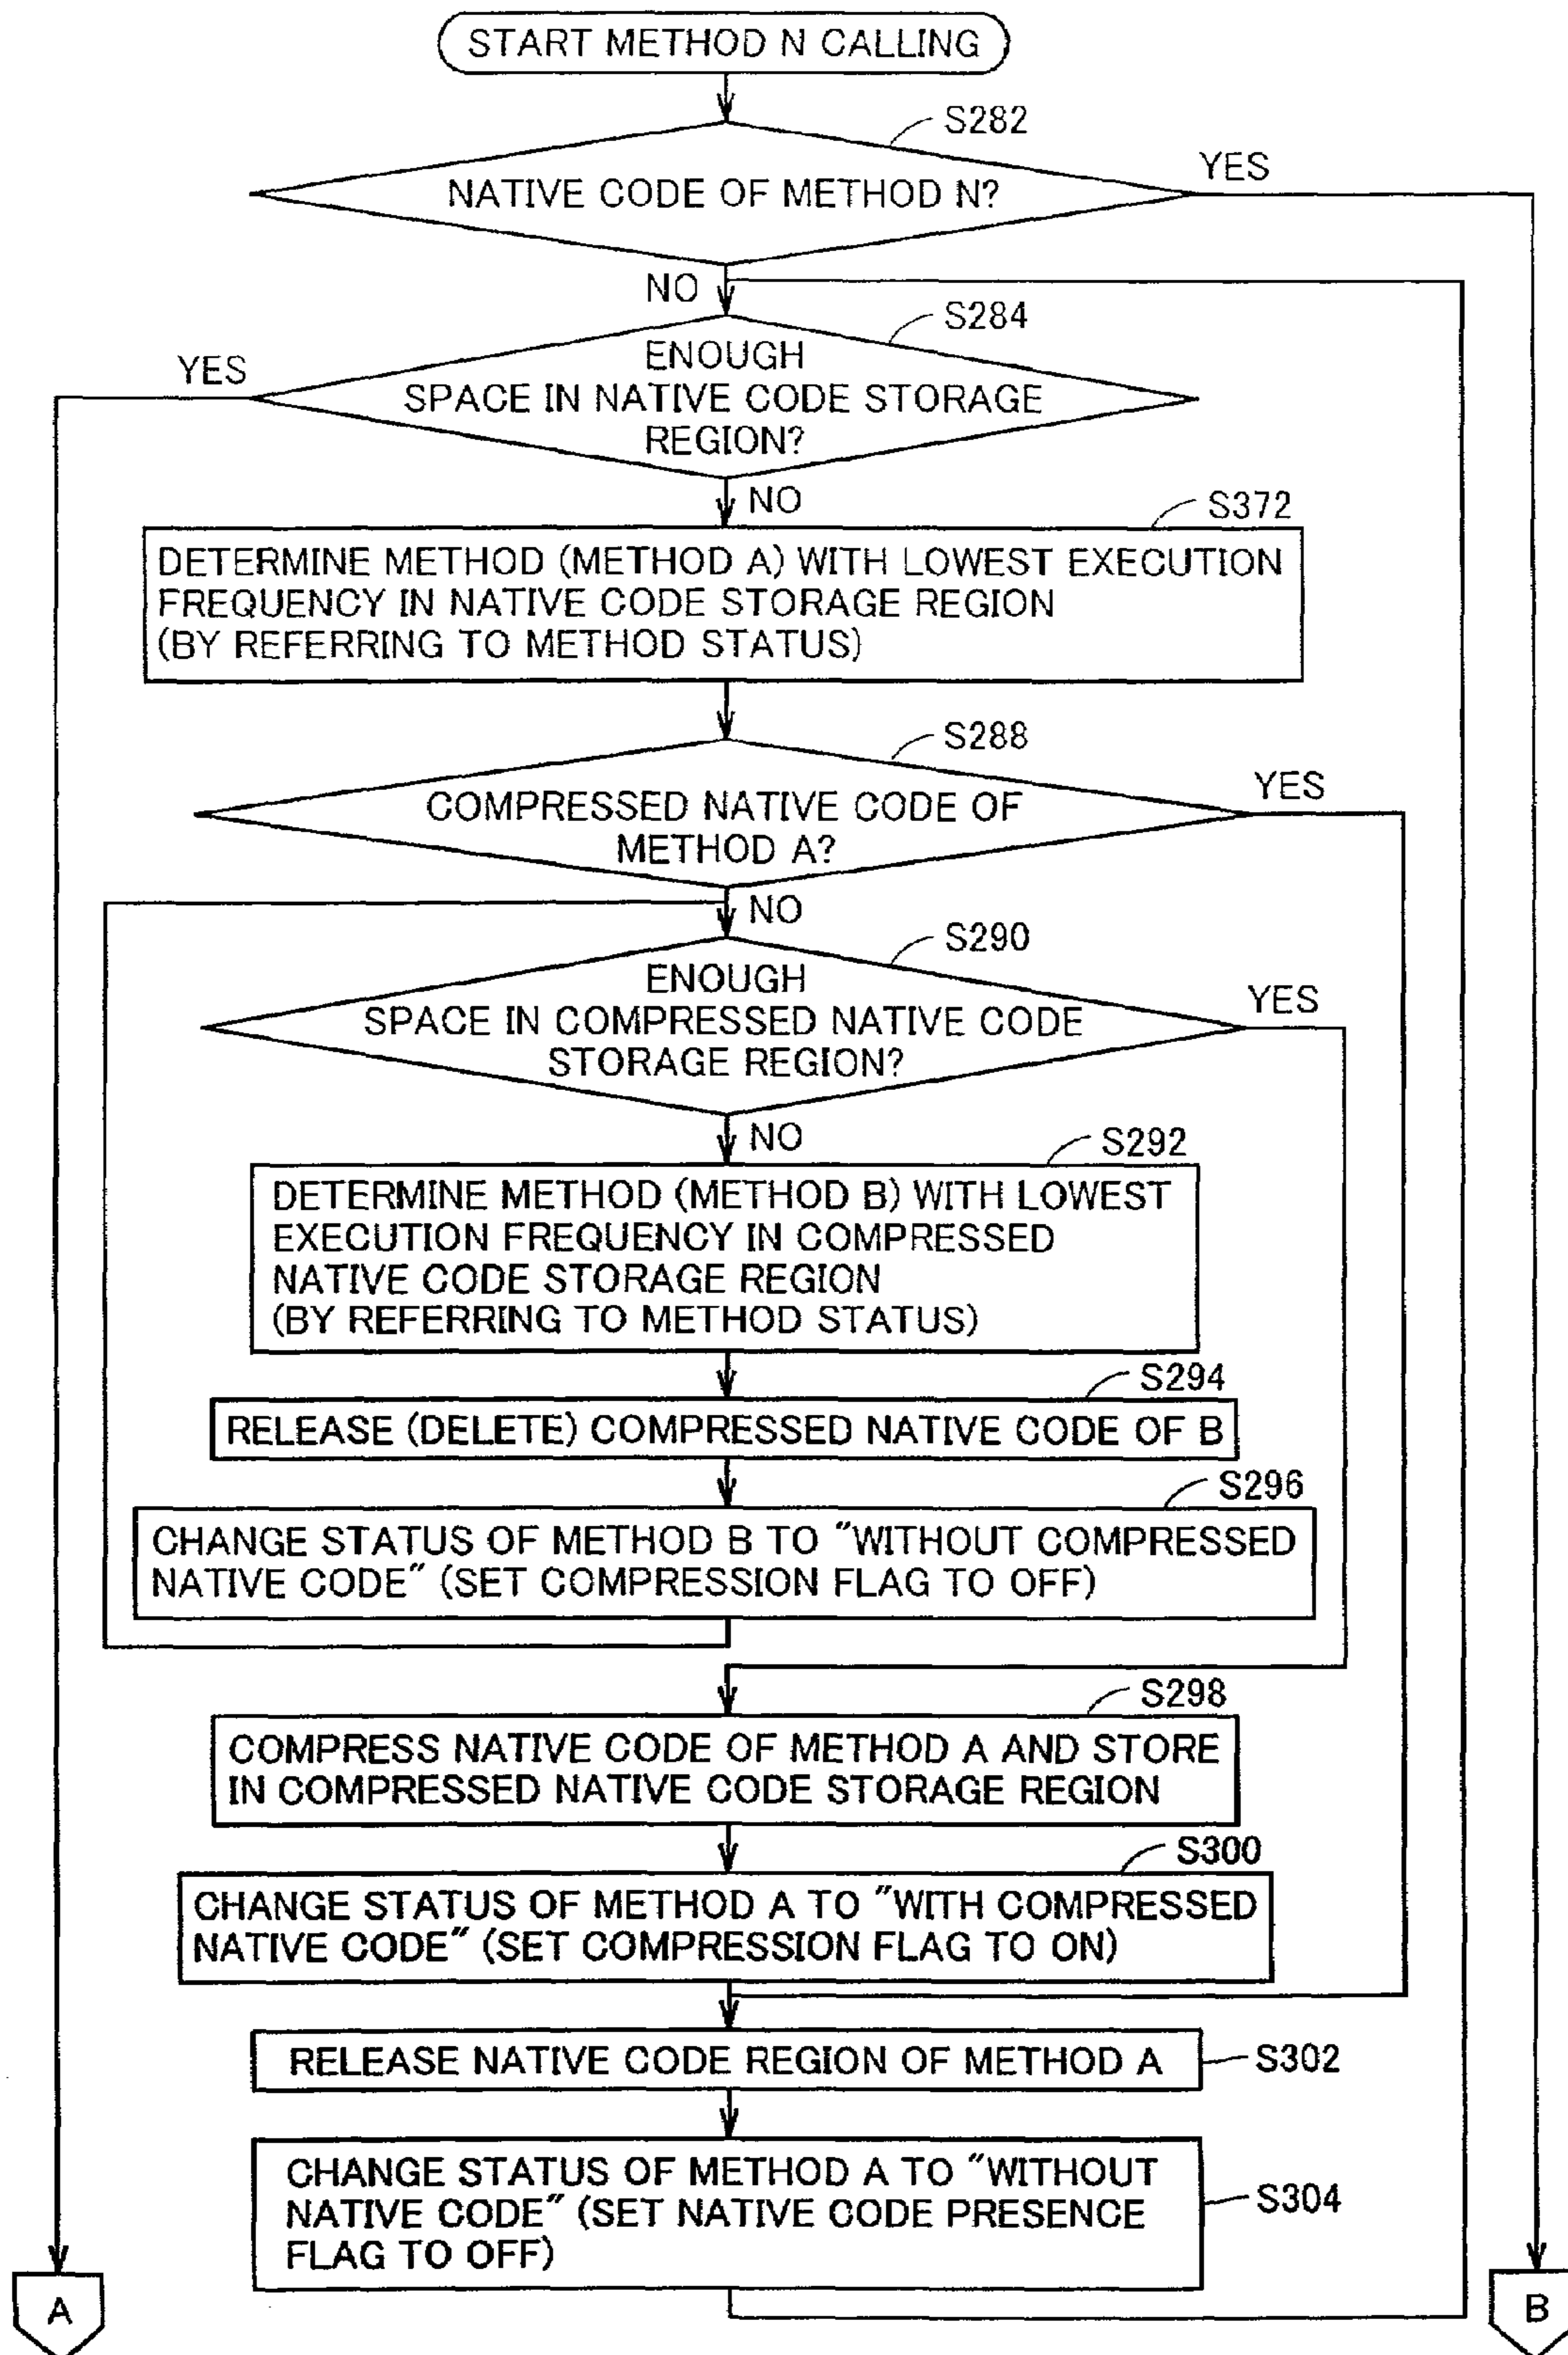 START METHOD N CALLING
S282
NATIVE CODE OF METHOD N?
YES
NO
S284
YES
ENOUGH
SPACE IN NATIVE CODE STORAGE
REGION?
NO
S372
DETERMINE METHOD (METHOD A) WITH LOWEST EXECUTION
FREQUENCY IN NATIVE CODE STORAGE REGION
(BY REFERRING TO METHOD STATUS)
S288
COMPRESSED NATIVE CODE OF
METHOD A?
YES
NO
S290
ENOUGH
SPACE IN COMPRESSED NATIVE CODE
STORAGE REGION?
YES
NO
S292
DETERMINE METHOD (METHOD B) WITH LOWEST
EXECUTION FREQUENCY IN COMPRESSED
NATIVE CODE STORAGE REGION
(BY REFERRING TO METHOD STATUS)
S294
RELEASE (DELETE) COMPRESSED NATIVE CODE OF B
S296
CHANGE STATUS OF METHOD B TO "WITHOUT COMPRESSED
NATIVE CODE" (SET COMPRESSION FLAG TO OFF)
S298
COMPRESS NATIVE CODE OF METHOD A AND STORE
IN COMPRESSED NATIVE CODE STORAGE REGION
S300
CHANGE STATUS OF METHOD A TO "WITH COMPRESSED
NATIVE CODE" (SET COMPRESSION FLAG TO ON)
RELEASE NATIVE CODE REGION OF METHOD A
S302
CHANGE STATUS OF METHOD A TO "WITHOUT
NATIVE CODE" (SET NATIVE CODE PRESENCE
FLAG TO OFF)
S304
A
B